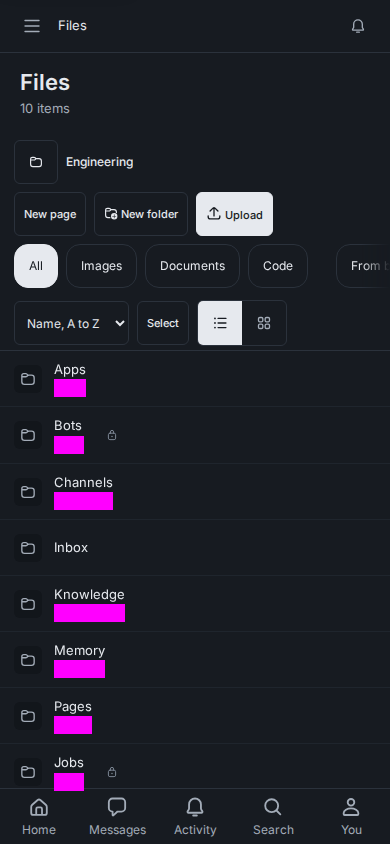 Files
Files
10 items
Engineering
New page
New folder
Upload
All
Images
Documents
Code
From
Name, A to Z
Select
Apps
Bots
Channels
Inbox
Knowledge
Memory
Pages
Jobs
Home
Messages
Activity
Search
You